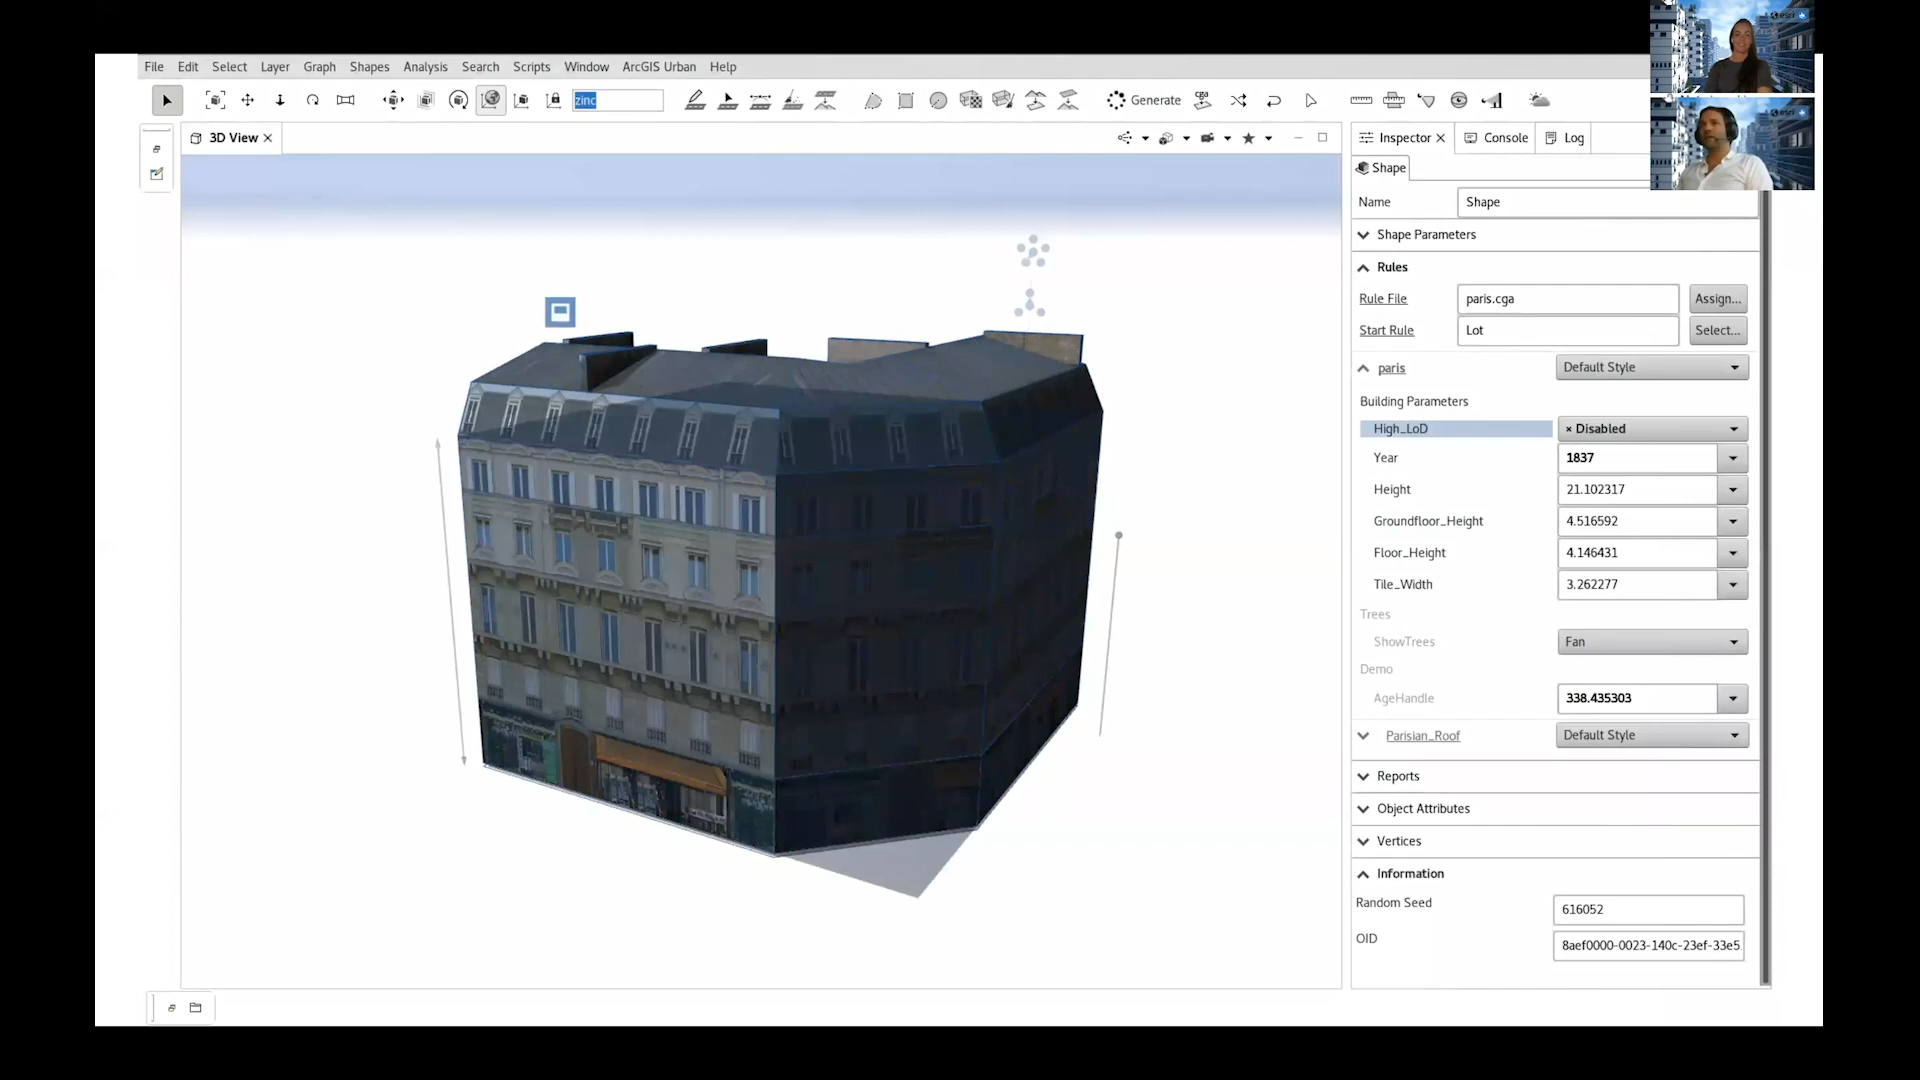 File Edit Select Layer Graph Shapes Analysis Search Scripts Window ArcGIS Urban Help
zinc
Generate
3D View
Inspector
Console
Log
Shape
Name
Shape
Shape Parameters
Rules
Rule File
paris.cga
Assign...
Start Rule
Lot
Select...
paris
Default Style
Building Parameters
High_LoD
× Disabled
Year
1837
Height
21.102317
Groundfloor_Height
4.516592
Floor_Height
4.146431
Tile_Width
3.262277
Trees
ShowTrees
Fan
Demo
AgeHandle
338.435303
Parisian_Roof
Default Style
Reports
Object Attributes
Vertices
Information
Random Seed
616052
OID
8aef0000-0023-140c-23ef-33e5
esri
esri